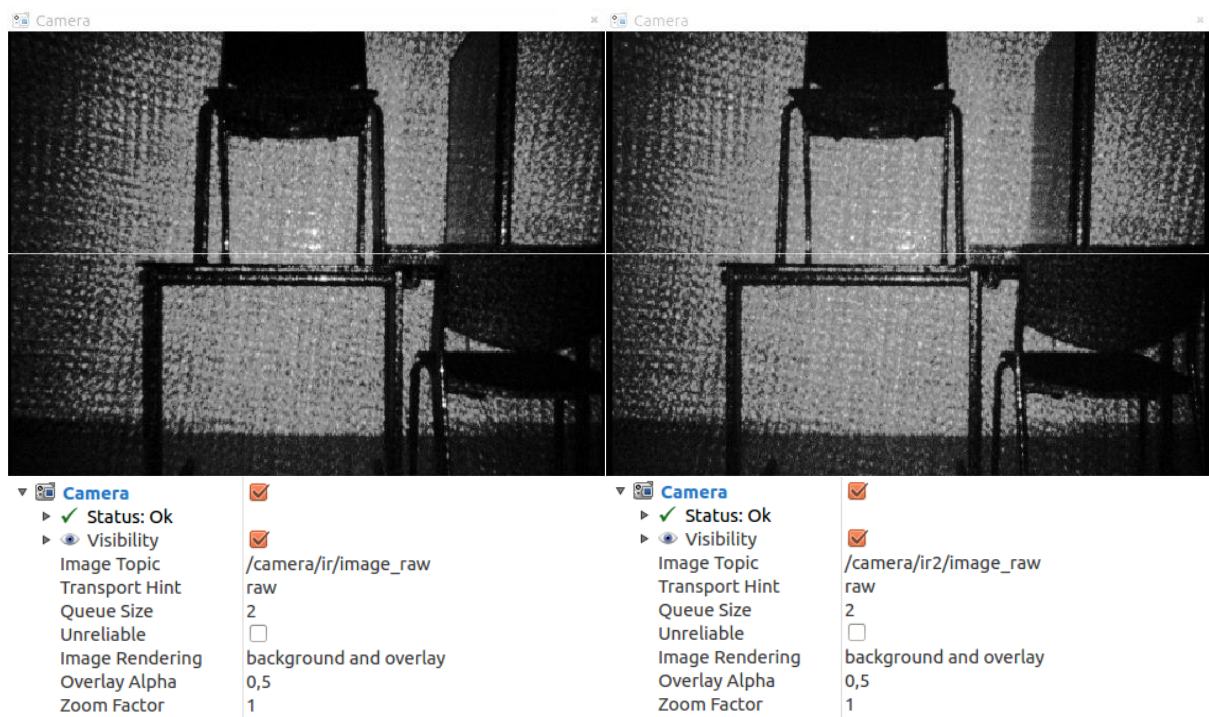 Camera
Camera
Camera
Status: Ok
Visibility
Image Topic /camera/ir/image_raw
Transport Hint raw
Queue Size 2
Unreliable
Image Rendering background and overlay
Overlay Alpha 0,5
Zoom Factor 1
Camera
Status: Ok
Visibility
Image Topic /camera/ir2/image_raw
Transport Hint raw
Queue Size 2
Unreliable
Image Rendering background and overlay
Overlay Alpha 0,5
Zoom Factor 1